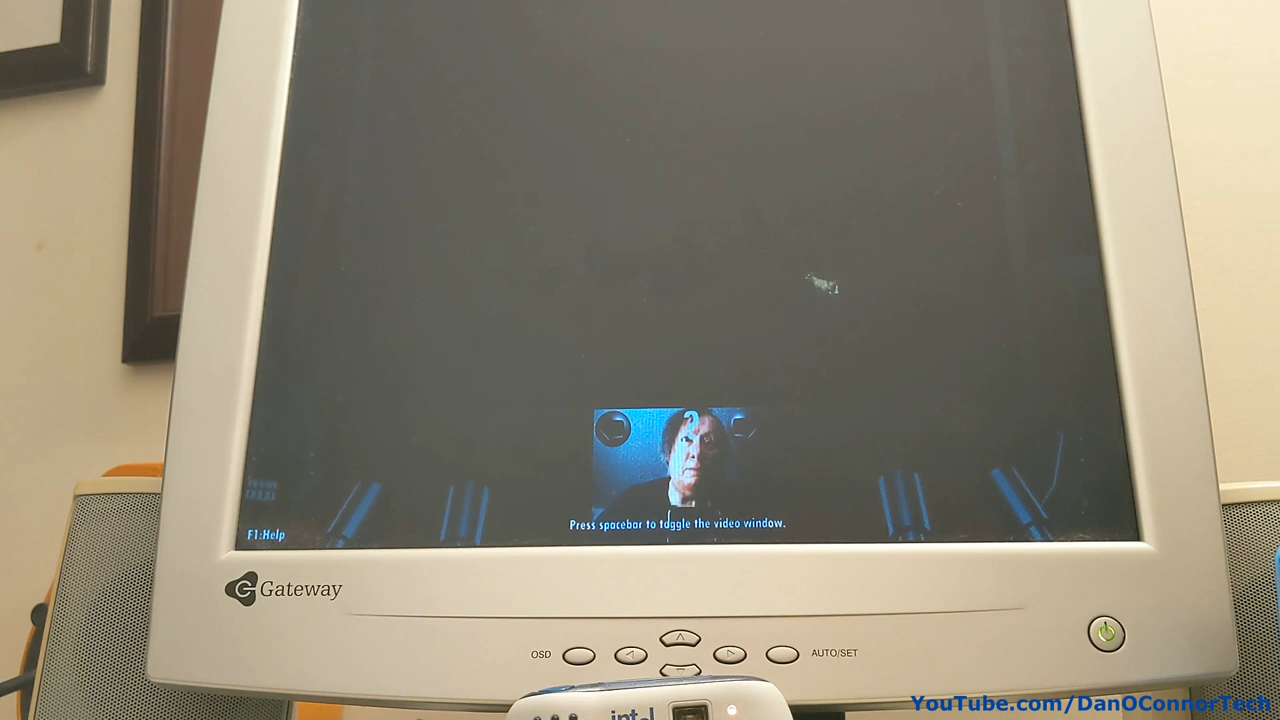 Press spacebar to toggle the video window.
F1:Help
Gateway
OSD
AUTO/SET
intel
YouTube.com/DanOConnorTech